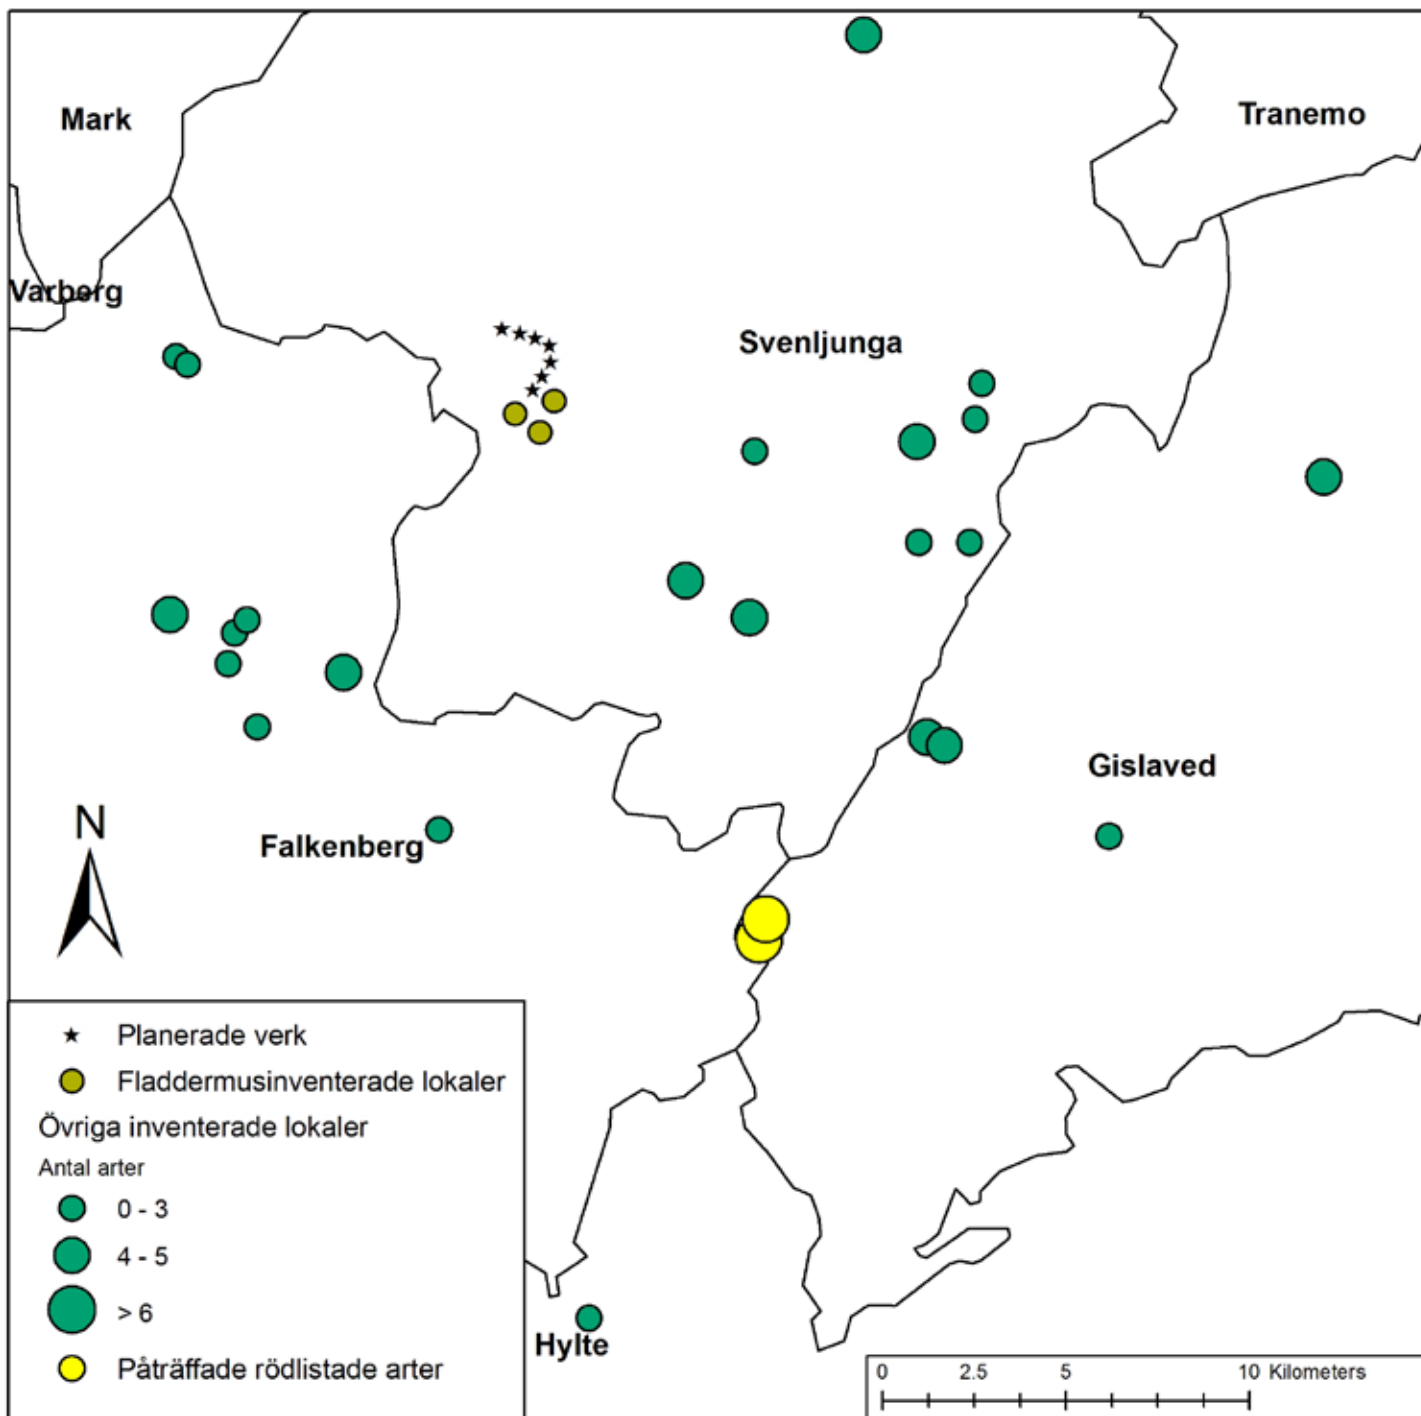 Mark
Tranemo
Varberg
Svenljunga
Gislaved
Falkenberg
N
Planerade verk
Fladdermusinventerade lokaler
Övriga inventerade lokaler
Antal arter
0 - 3
4 - 5
> 6
Påträffade rödlistade arter
Hylte
0 2.5 5 10 Kilometers